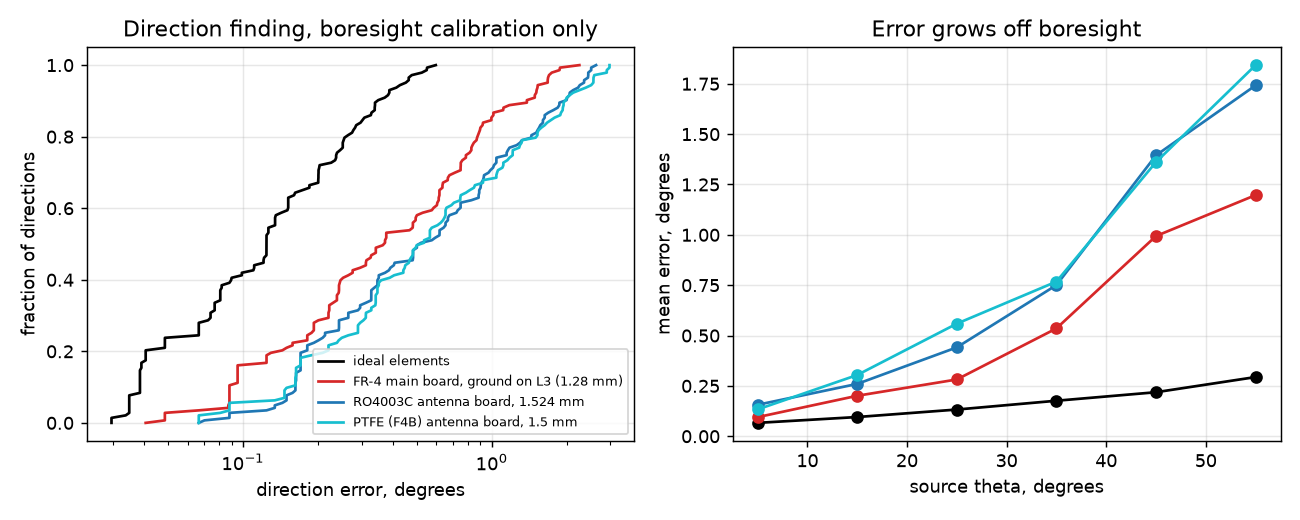 Direction finding, boresight calibration only
fraction of directions
1.0
0.8
0.6
0.4
0.2
0.0
ideal elements
FR-4 main board, ground on L3 (1.28 mm)
RO4003C antenna board, 1.524 mm
PTFE (F4B) antenna board, 1.5 mm
10⁻¹
10⁰
direction error, degrees
Error grows off boresight
mean error, degrees
1.75
1.50
1.25
1.00
0.75
0.50
0.25
0.00
10
20
30
40
50
source theta, degrees